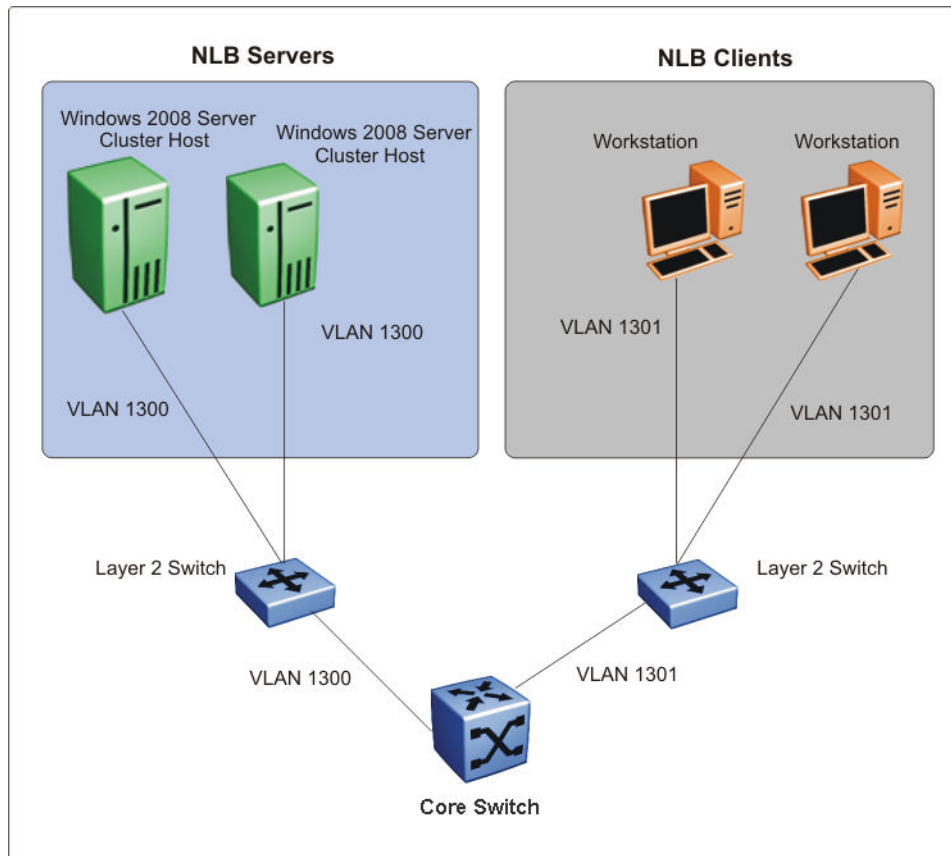 NLB Servers
NLB Clients
Windows 2008 Server
Cluster Host
Windows 2008 Server
Cluster Host
Workstation
Workstation
VLAN 1300
VLAN 1300
VLAN 1301
VLAN 1301
Layer 2 Switch
Layer 2 Switch
VLAN 1300
VLAN 1301
Core Switch